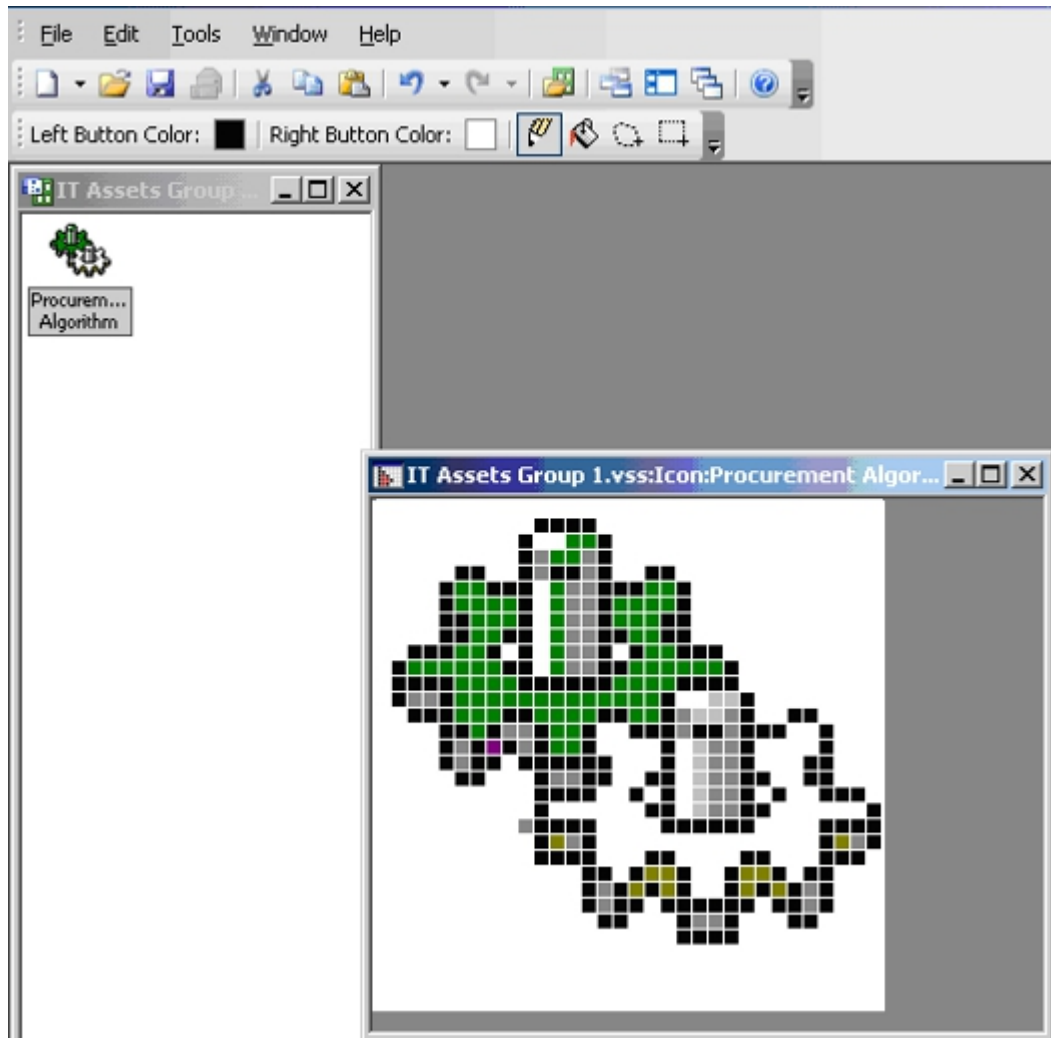 File Edit Tools Window Help
Left Button Color: Right Button Color:
IT Assets Group ...
Procurem...
Algorithm
IT Assets Group 1.vss:Icon:Procurement Algor...